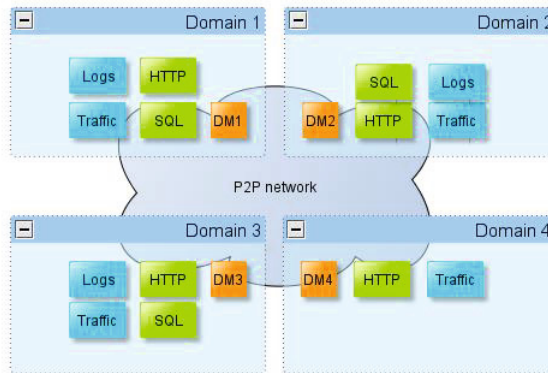 Domain 1
Logs HTTP
Traffic SQL DM1
Domain 2
SQL Logs
DM2 HTTP Traffic
P2P network
Domain 3
Logs HTTP DM3
Traffic SQL
Domain 4
DM4 HTTP Traffic